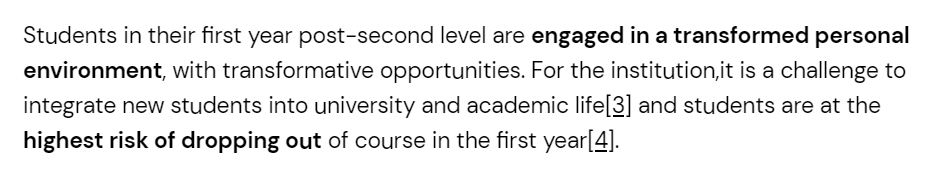 Students in their first year post-second level are engaged in a transformed personal
environment, with transformative opportunities. For the institution,it is a challenge to
integrate new students into university and academic life[3] and students are at the
highest risk of dropping out of course in the first year[4].